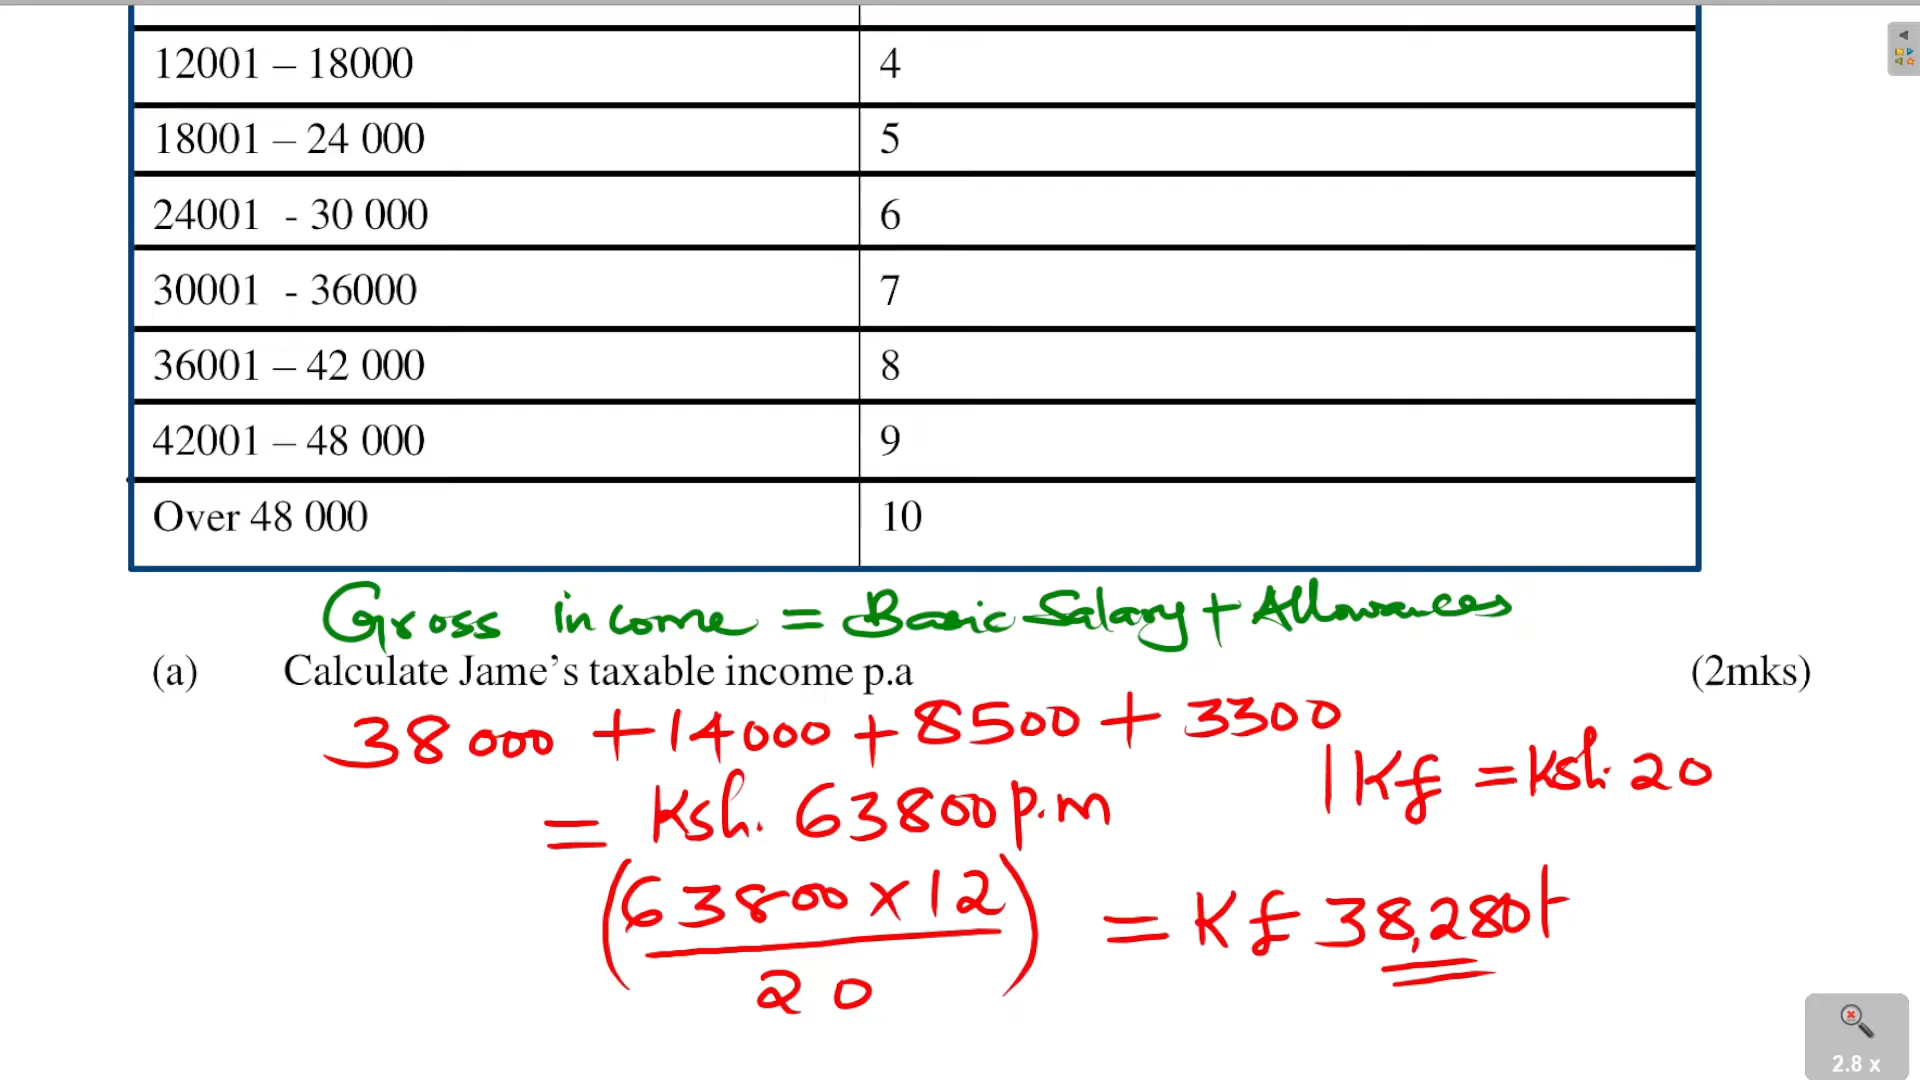 12001 – 18000 4
18001 – 24 000 5
24001 - 30 000 6
30001 - 36000 7
36001 – 42 000 8
42001 – 48 000 9
Over 48 000 10
Gross income = Basic Salary + Allowances
(a) Calculate Jame’s taxable income p.a (2mks)
38000 + 14000 + 8500 + 3300
1 K£ = Ksh. 20
= Ksh. 63800 p.m
(63800 x 12 / 20) = K£ 38,280
2.8 x